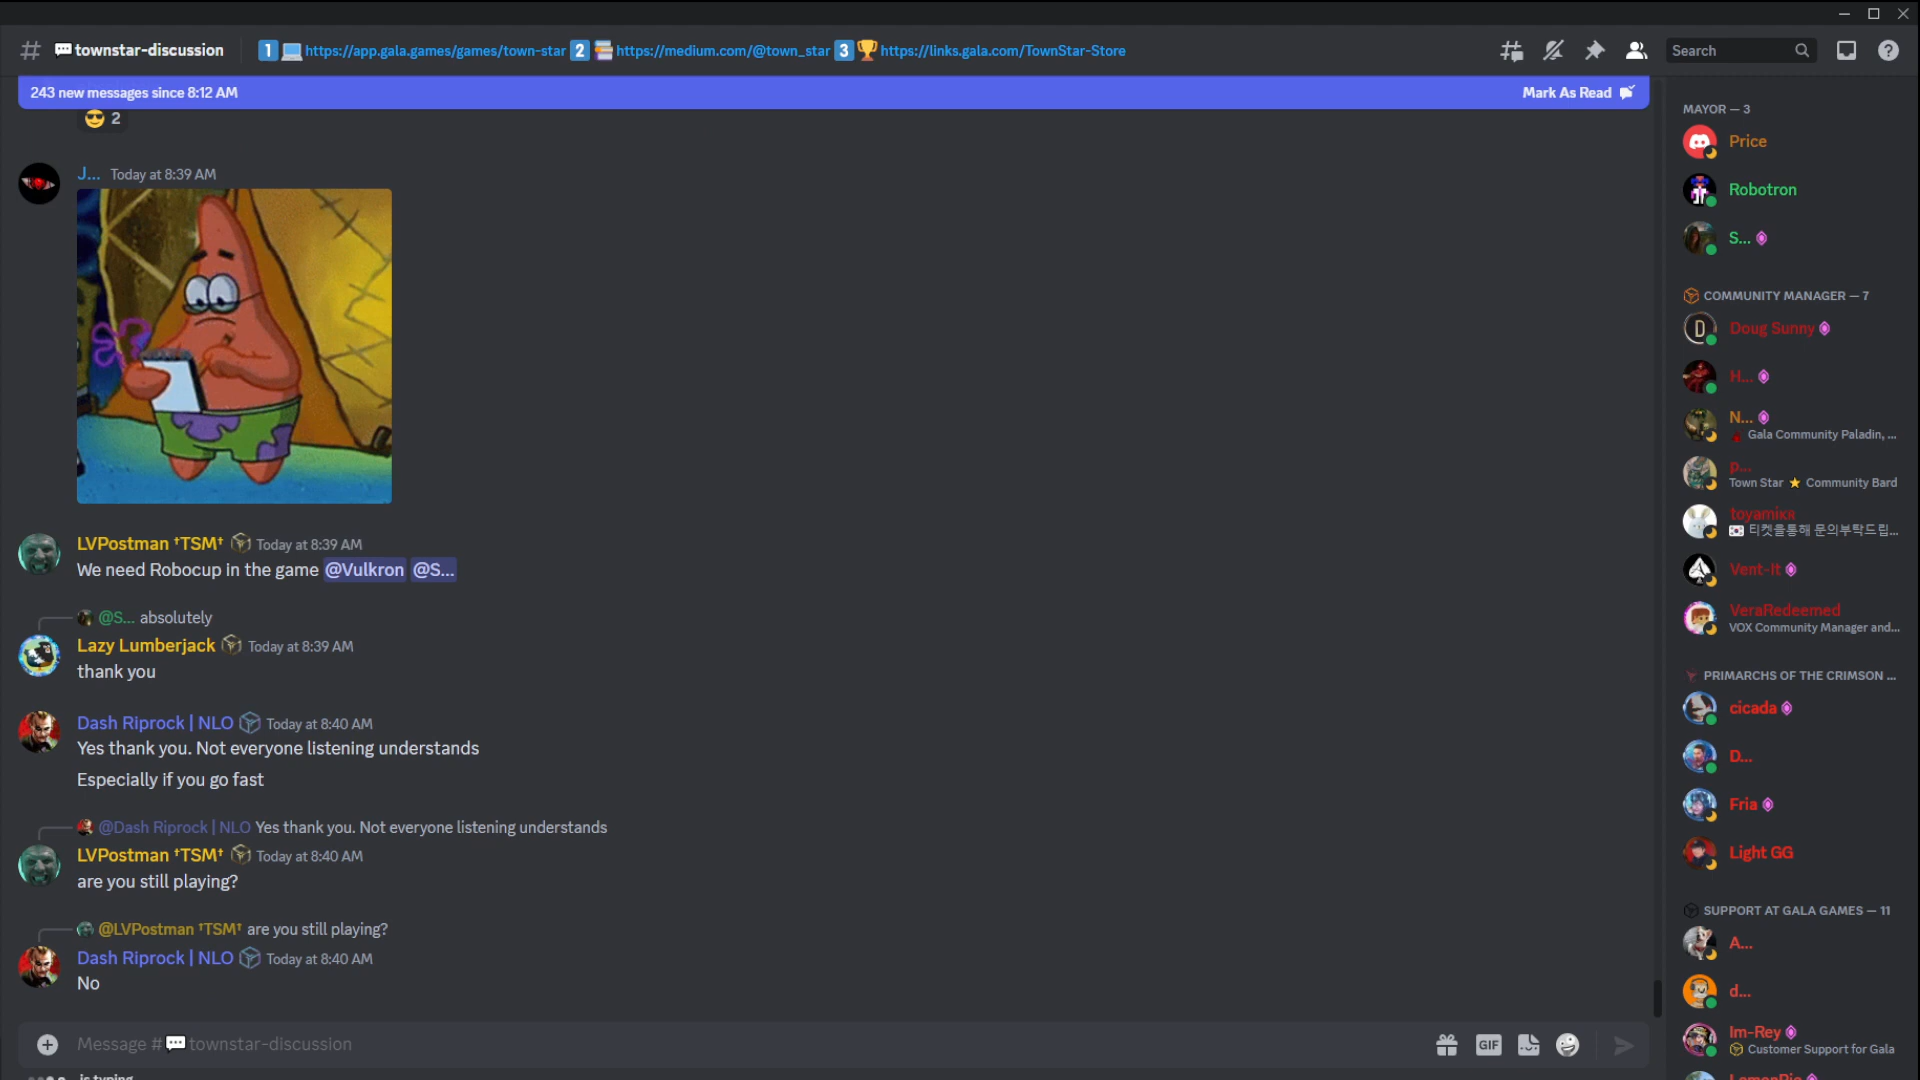 townstar-discussion
1 https://app.gala.games/games/town-star 2 https://medium.com/@town_star 3 https://links.gala.com/TownStar-Store
Search
243 new messages since 8:12 AM
Mark As Read
2
J... Today at 8:39 AM
LVPostman †TSM† Today at 8:39 AM
We need Robocup in the game @Vulkron @S...
@S... absolutely
Lazy Lumberjack Today at 8:39 AM
thank you
Dash Riprock | NLO Today at 8:40 AM
Yes thank you. Not everyone listening understands
Especially if you go fast
@Dash Riprock | NLO Yes thank you. Not everyone listening understands
LVPostman †TSM† Today at 8:40 AM
are you still playing?
@LVPostman †TSM† are you still playing?
Dash Riprock | NLO Today at 8:40 AM
No
Message # townstar-discussion
GIF
is typing
MAYOR — 3
Price
Robotron
S...
COMMUNITY MANAGER — 7
D
Doug Sunny
H...
N...
Gala Community Paladin, ...
p...
Town Star ⭐ Community Bard
toyamiKR
티켓을통해 문의부탁드립...
Vent-It
VeraRedeemed
VOX Community Manager and...
PRIMARCHS OF THE CRIMSON ...
cicada
D...
Fria
Light GG
SUPPORT AT GALA GAMES — 11
A...
d...
Im-Rey
Customer Support for Gala